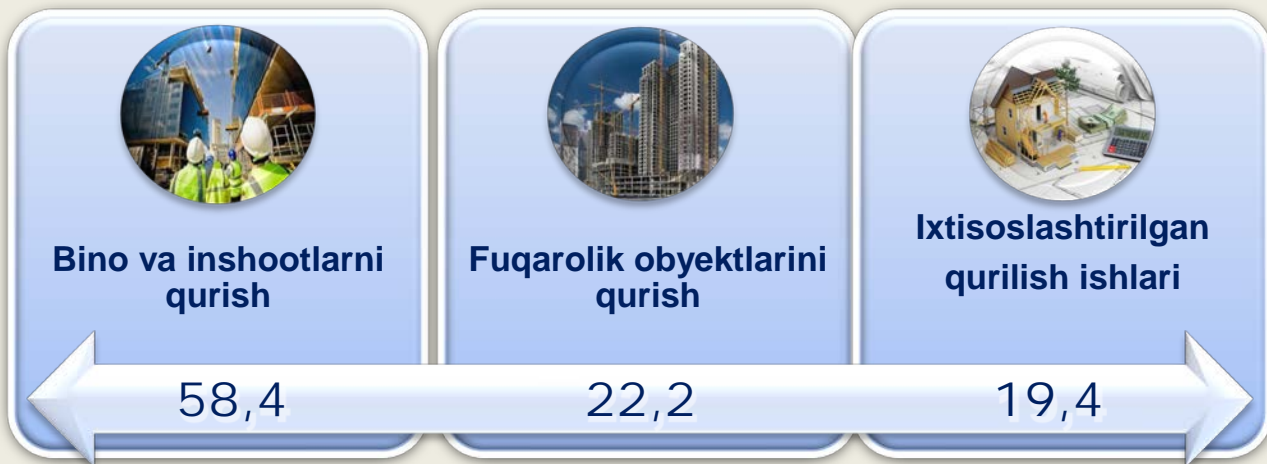 Bino va inshootlarni
qurish
Fuqarolik obyektlarini
qurish
Ixtisoslashtirilgan
qurilish ishlari
58,4
22,2
19,4